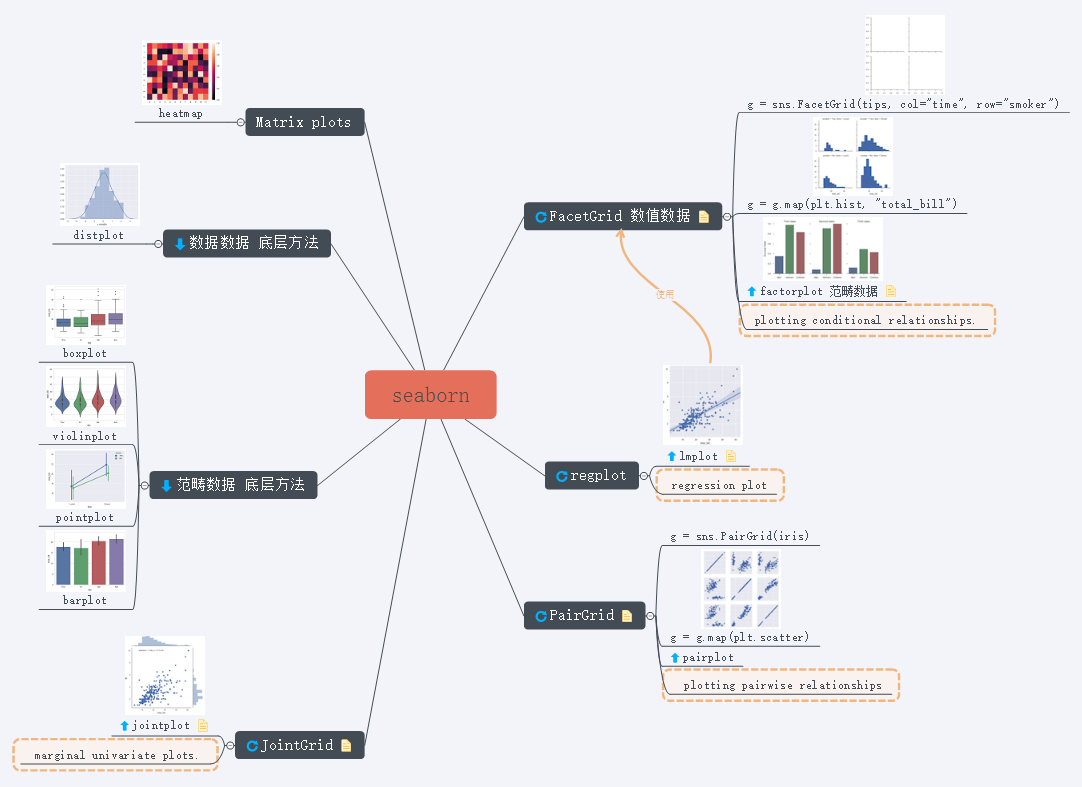 seaborn
Matrix plots
heatmap
数据数据 底层方法
distplot
范畴数据 底层方法
boxplot
violinplot
pointplot
barplot
JointGrid
jointplot
marginal univariate plots.
FacetGrid 数值数据
g = sns.FacetGrid(tips, col="time", row="smoker")
g = g.map(plt.hist, "total_bill")
factorplot 范畴数据
plotting conditional relationships.
使用
regplot
lmplot
regression plot
PairGrid
g = sns.PairGrid(iris)
g = g.map(plt.scatter)
pairplot
plotting pairwise relationships